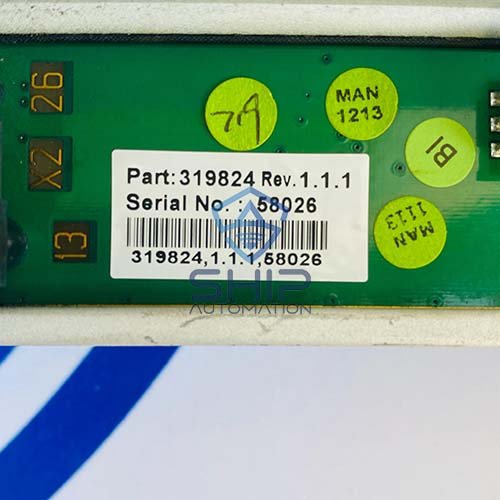 26
X2
13
MAN
1213
BI
MAN
1113
Part:319824 Rev.1.1.1
Serial No. : 58026
319824,1.1.1,58026
SHIP
AUTOMATION